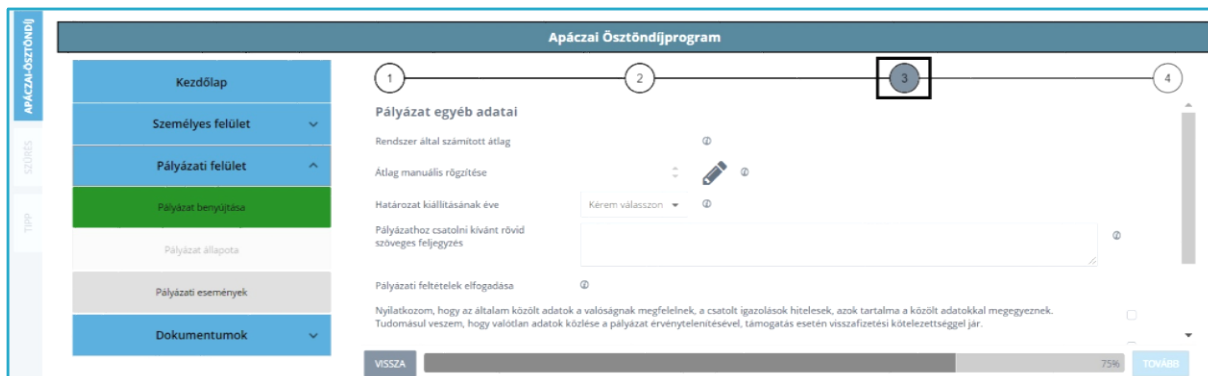 APÁCZAI-ÖSZTÖNDÍJ
SZŰRÉS
TIPP
Apáczai Ösztöndíjprogram
Kezdőlap
Személyes felület
Pályázati felület
Pályázat benyújtása
Pályázat állapota
Pályázati események
Dokumentumok
1
2
3
4
Pályázat egyéb adatai
Rendszer által számított átlag
Átlag manuális rögzítése
Határozat kiállításának éve
Kérem válasszon
Pályázathoz csatolni kívánt rövid
szöveges feljegyzés
Pályázati feltételek elfogadása
Nyilatkozom, hogy az általam közölt adatok a valóságnak megfelelnek, a csatolt igazolások hitelesek, azok tartalma a közölt adatokkal megegyeznek.
Tudomásul veszem, hogy valótlan adatok közlése a pályázat érvénytelenítésével, támogatás esetén visszafizetési kötelezettséggel jár.
VISSZA
75%
TOVÁBB